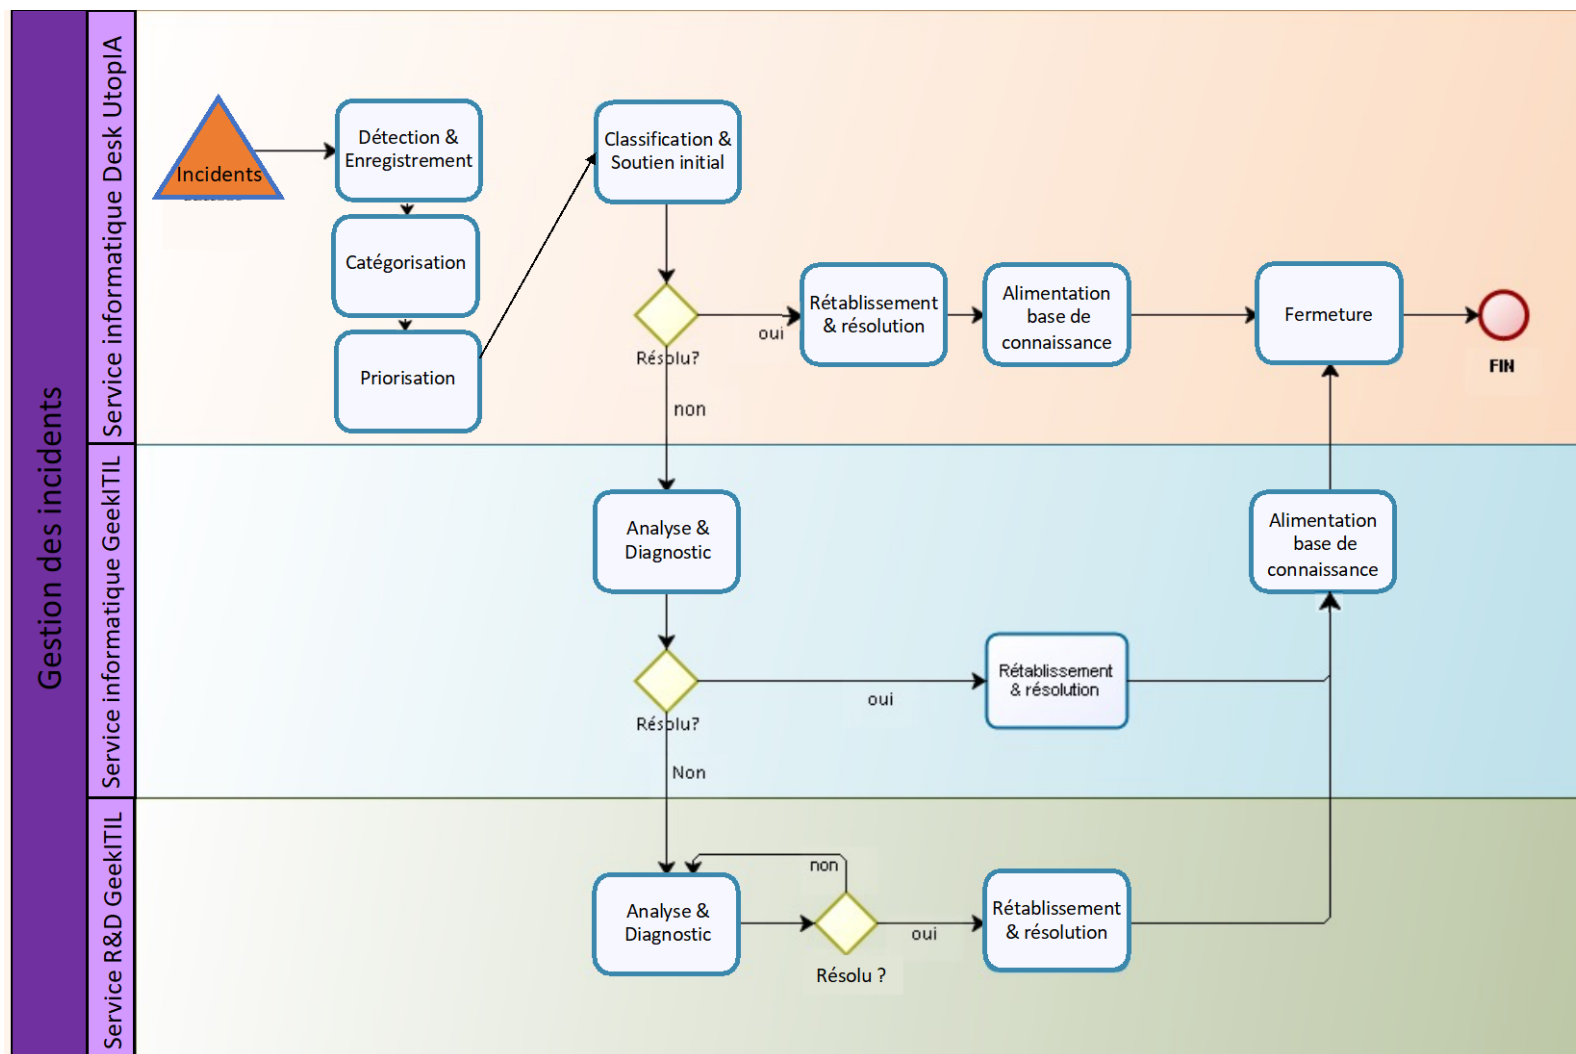 Gestion des incidents
Service informatique Desk UtopIA
Incidents
Détection &
Enregistrement
Catégorisation
Priorisation
Classification &
Soutien initial
Résolu?
oui
non
Rétablissement
& résolution
Alimentation
base de
connaissance
Fermeture
FIN
Service informatique GeekITIL
Analyse &
Diagnostic
Résolu?
oui
Non
Rétablissement
& résolution
Alimentation
base de
connaissance
Service R&D GeekITIL
Analyse &
Diagnostic
non
Résolu ?
oui
Rétablissement
& résolution